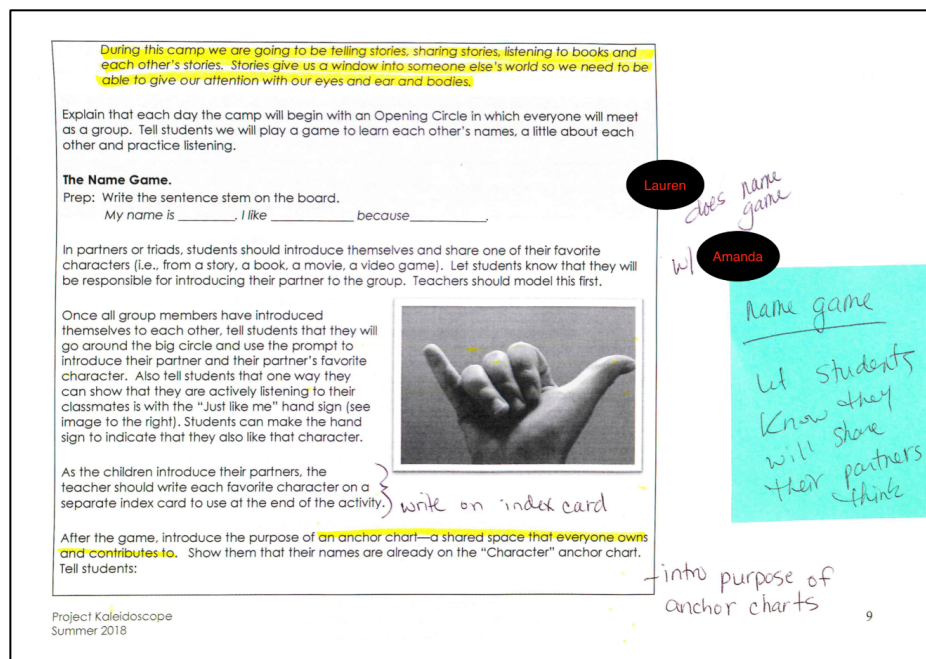 During this camp we are going to be telling stories, sharing stories, listening to books and
each other's stories. Stories give us a window into someone else's world so we need to be
able to give our attention with our eyes and ear and bodies.
Explain that each day the camp will begin with an Opening Circle in which everyone will meet
as a group. Tell students we will play a game to learn each other's names, a little about each
other and practice listening.
The Name Game.
Prep: Write the sentence stem on the board.
My name is ________. I like ____________ because___________.
Lauren
does name
game
w/ Amanda
In partners or triads, students should introduce themselves and share one of their favorite
characters (i.e., from a story, a book, a movie, a video game). Let students know that they will
be responsible for introducing their partner to the group. Teachers should model this first.
Once all group members have introduced
themselves to each other, tell students that they will
go around the big circle and use the prompt to
introduce their partner and their partner's favorite
character. Also tell students that one way they
can show that they are actively listening to their
classmates is with the "Just like me" hand sign (see
image to the right). Students can make the hand
sign to indicate that they also like that character.
name game
Let students
know they
will share
their partners
think
As the children introduce their partners, the
teacher should write each favorite character on a
separate index card to use at the end of the activity.
write on index card
After the game, introduce the purpose of an anchor chart—a shared space that everyone owns
and contributes to. Show them that their names are already on the "Character" anchor chart.
Tell students:
- intro purpose of
anchor charts
Project Kaleidoscope
Summer 2018
9